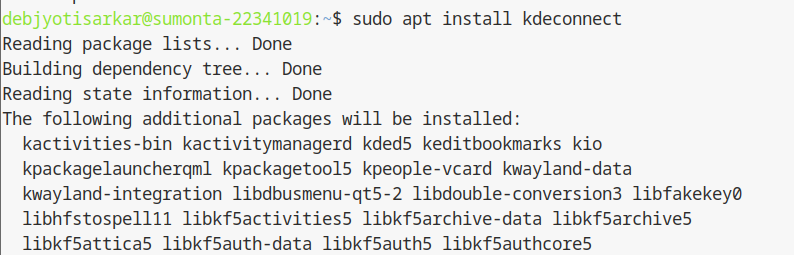 debjyotisarkar@sumonta-22341019:~$ sudo apt install kdeconnect
Reading package lists... Done
Building dependency tree... Done
Reading state information... Done
The following additional packages will be installed:
  kactivities-bin kactivitymanagerd kded5 keditbookmarks kio
  kpackagelauncherqml kpackagetool5 kpeople-vcard kwayland-data
  kwayland-integration libdbusmenu-qt5-2 libdouble-conversion3 libfakekey0
  libhfstospell11 libkf5activities5 libkf5archive-data libkf5archive5
  libkf5attica5 libkf5auth-data libkf5auth5 libkf5authcore5